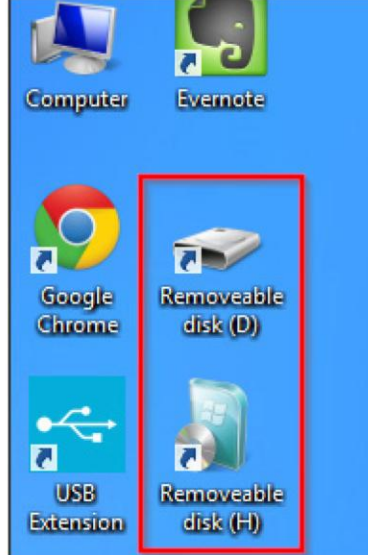 Computer
Evernote
Google
Chrome
Removeable
disk (D)
USB
Extension
Removeable
disk (H)